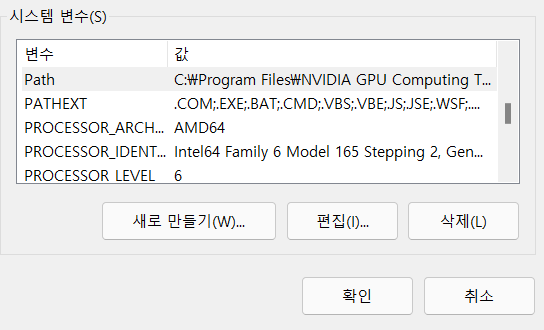 시스템 변수(S)
변수 값
Path C:₩Program Files₩NVIDIA GPU Computing T...
PATHEXT .COM;.EXE;.BAT;.CMD;.VBS;.VBE;.JS;.JSE;.WSF;....
PROCESSOR_ARCH... AMD64
PROCESSOR_IDENT... Intel64 Family 6 Model 165 Stepping 2, Gen...
PROCESSOR_LEVEL 6
새로 만들기(W)... 편집(I)... 삭제(L)
확인 취소